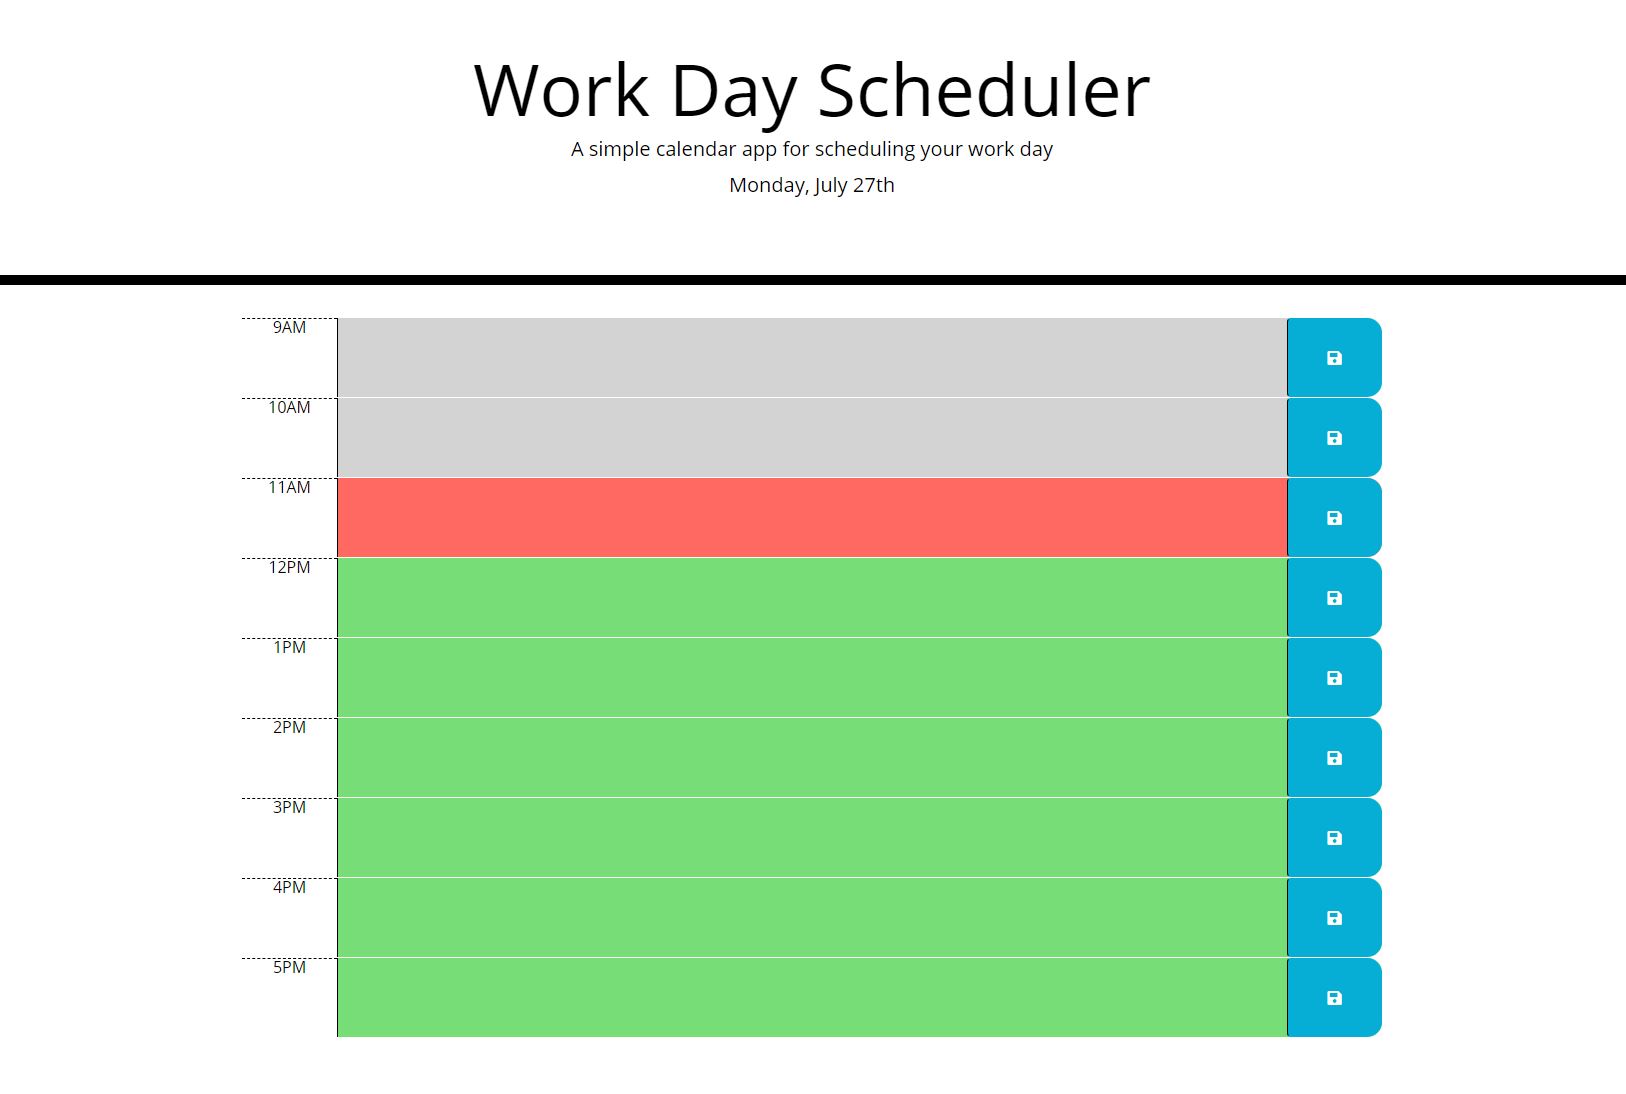 Work Day Scheduler
A simple calendar app for scheduling your work day
Monday, July 27th
9AM
10AM
11AM
12PM
1PM
2PM
3PM
4PM
5PM